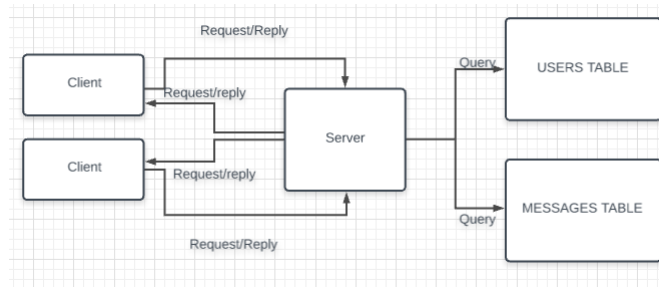 Request/Reply
Client
Request/reply
Query
USERS TABLE
Server
Client
Request/reply
MESSAGES TABLE
Query
Request/Reply